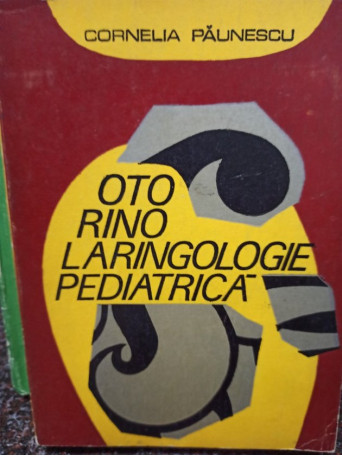 CORNELIA PĂUNESCU
OTO
RINO
LARINGOLOGIE
PEDIATRICĂ